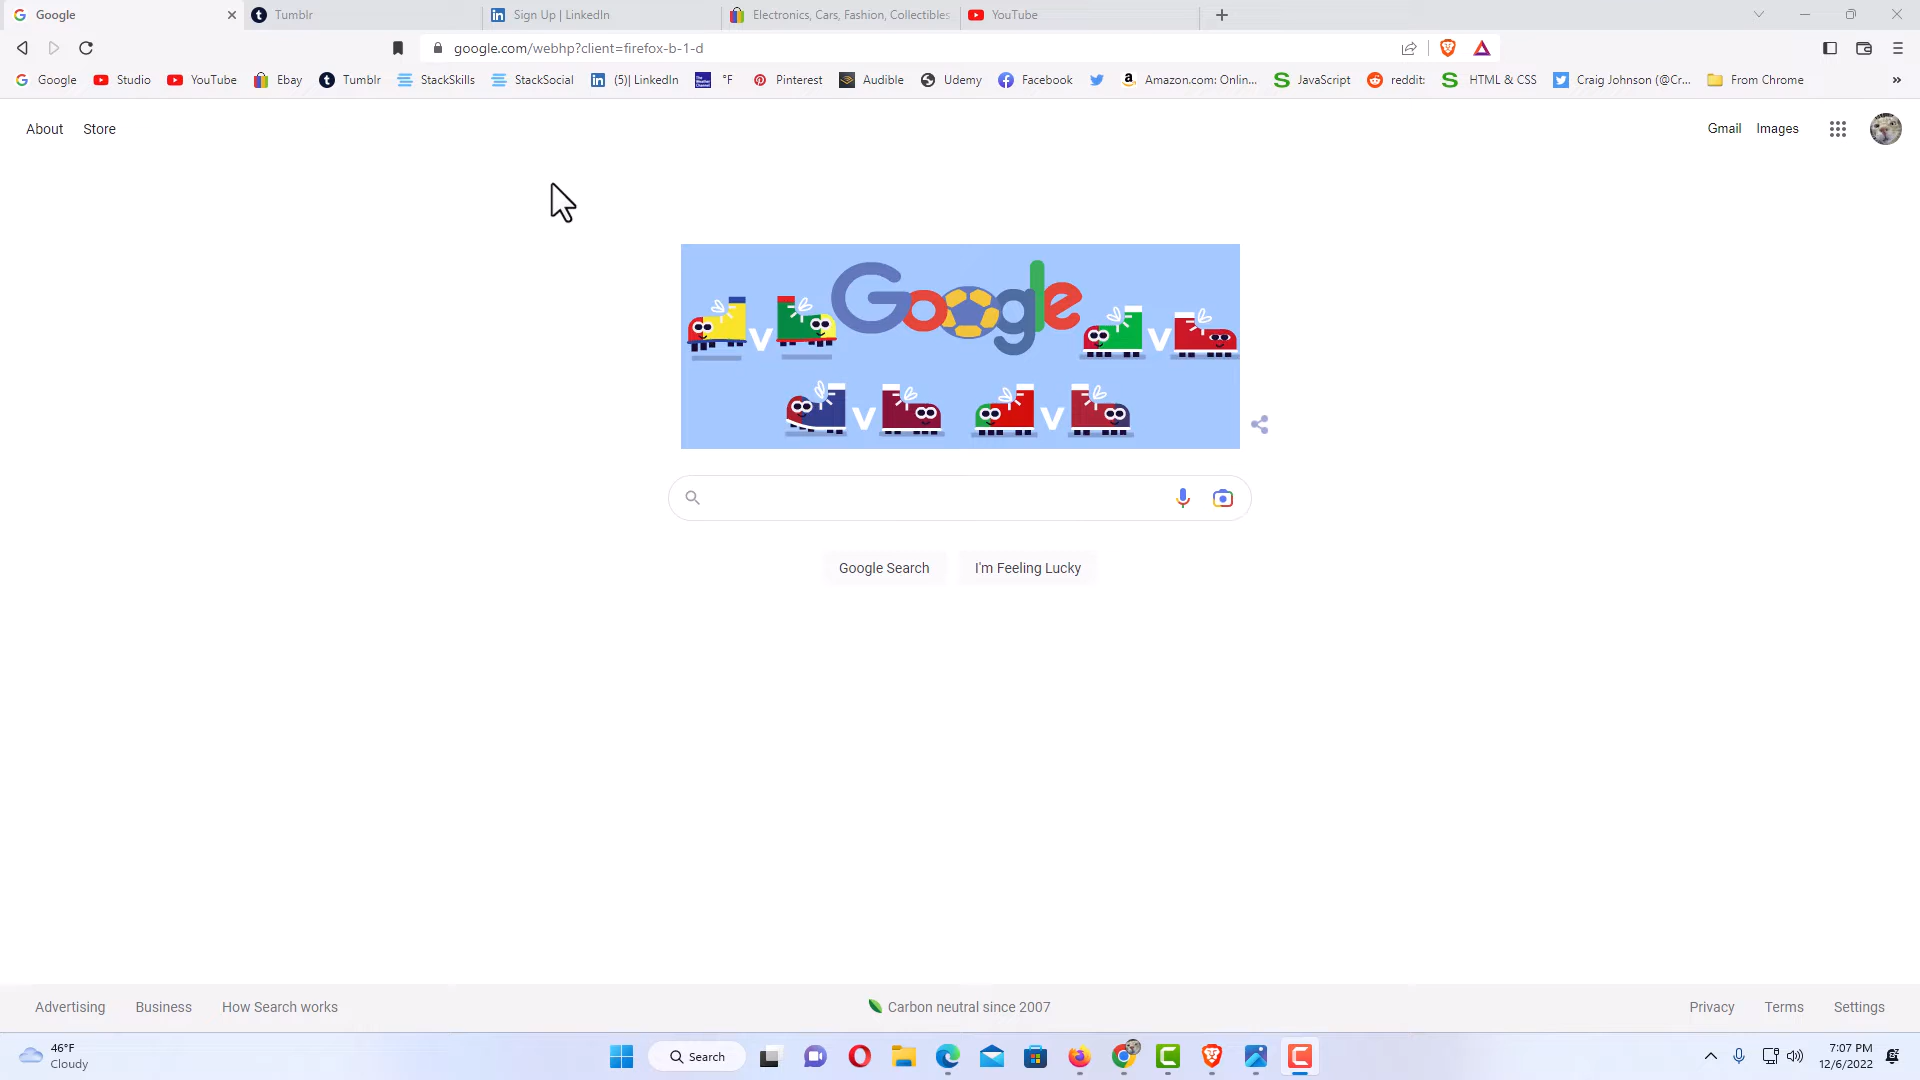 Google
Tumblr
Sign Up | LinkedIn
Electronics, Cars, Fashion, Collectibles
YouTube
google.com/webhp?client=firefox-b-1-d
Google
Studio
YouTube
Ebay
Tumblr
StackSkills
StackSocial
(5)| LinkedIn
°F
Pinterest
Audible
Udemy
Facebook
Amazon.com: Onlin...
JavaScript
reddit:
HTML & CSS
Craig Johnson (@Cr...
From Chrome
About
Store
Gmail
Images
Google
V
V
V
V
Google Search
I'm Feeling Lucky
Advertising
Business
How Search works
Carbon neutral since 2007
Privacy
Terms
Settings
46°F
Cloudy
Search
7:07 PM
12/6/2022